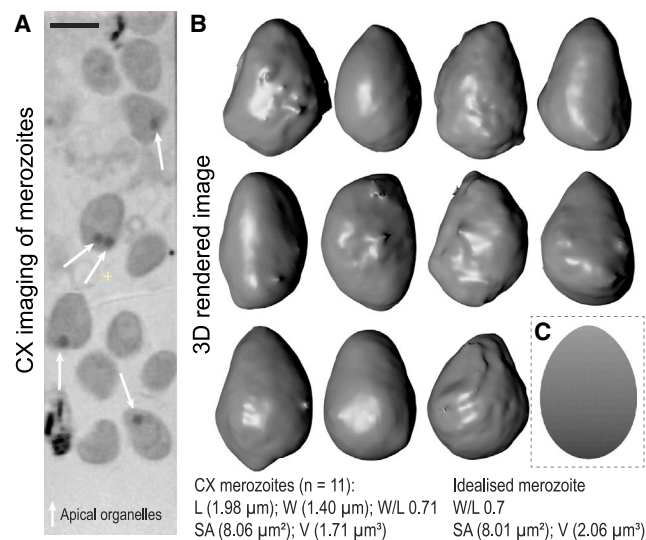 A
CX imaging of merozoites
Apical organelles
B
3D rendered image
C
CX merozoites (n = 11):
L (1.98 µm); W (1.40 µm); W/L 0.71
SA (8.06 µm²); V (1.71 µm³)
Idealised merozoite
W/L 0.7
SA (8.01 µm²); V (2.06 µm³)